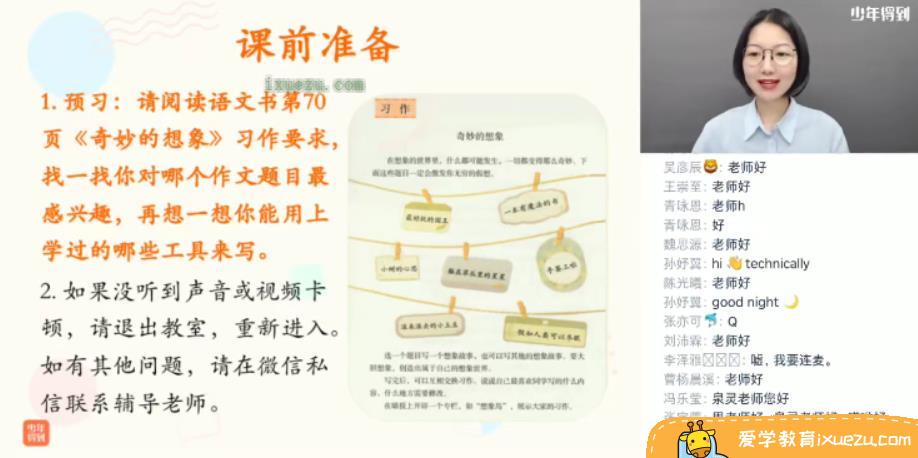 课前准备
ixuezu.com
1. 预习：请阅读语文书第70
页《奇妙的想象》习作要求，
找一找你对哪个作文题目最
感兴趣，再想一想你能用上
学过的哪些工具来写。
2. 如果没听到声音或视频卡
顿，请退出教室，重新进入。
如有其他问题，请在微信私
信联系辅导老师。
少年
得到
习 作
奇妙的想象
在想象的世界里，什么都可能发生，一切都变得那么奇妙。下
面这些题目一定会激发你无穷的假想。
最好玩的国王
一本有魔法的书
小树的心思
躲在草丛里的星星
手罢工啦
滚来滚去的小土豆
假如人类可以冬眠
选一个题目写一个想象故事，也可以写其他的想象故事。要大
胆想象，创造出属于自己的想象世界。
写完后，可以互相交换习作，说说自己最喜欢同学写的什么内
容，什么地方需要修改。
在墙报上开辟一个专栏，如“想象岛”，展示大家的习作。
少年得到
吴彦辰🐯: 老师好
王崇至: 老师好
青咏恩: 老师h
青咏恩: 好
魏思源: 老师好
孙妤翼: hi 👋 technically
陈光曦: 老师好
孙妤翼: good night 🌙
张亦可🐬: Q
刘沛霖: 老师好
李泽雅: 嘘，我要连麦。
曹杨晨溪: 老师好
冯乐莹: 泉灵老师您好
爱学教育ixuezu.com